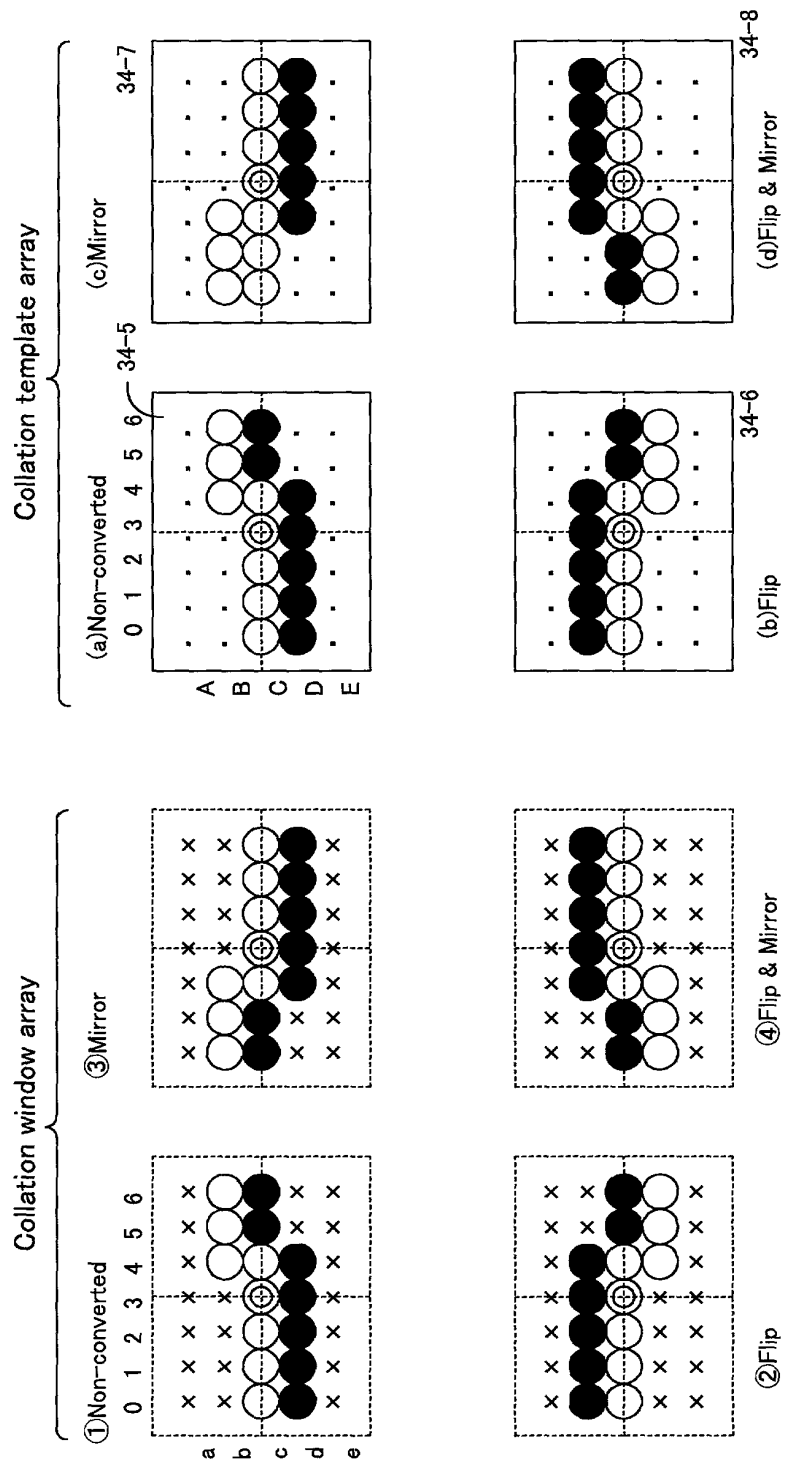 Collation window array
①Non-converted
0 1 2 3 4 5 6
a
b
c
d
e
③Mirror
②Flip
④Flip & Mirror
Collation template array
(a)Non-converted
34-5
0 1 2 3 4 5 6
A
B
C
D
E
(c)Mirror
34-7
(b)Flip
34-6
(d)Flip & Mirror
34-8